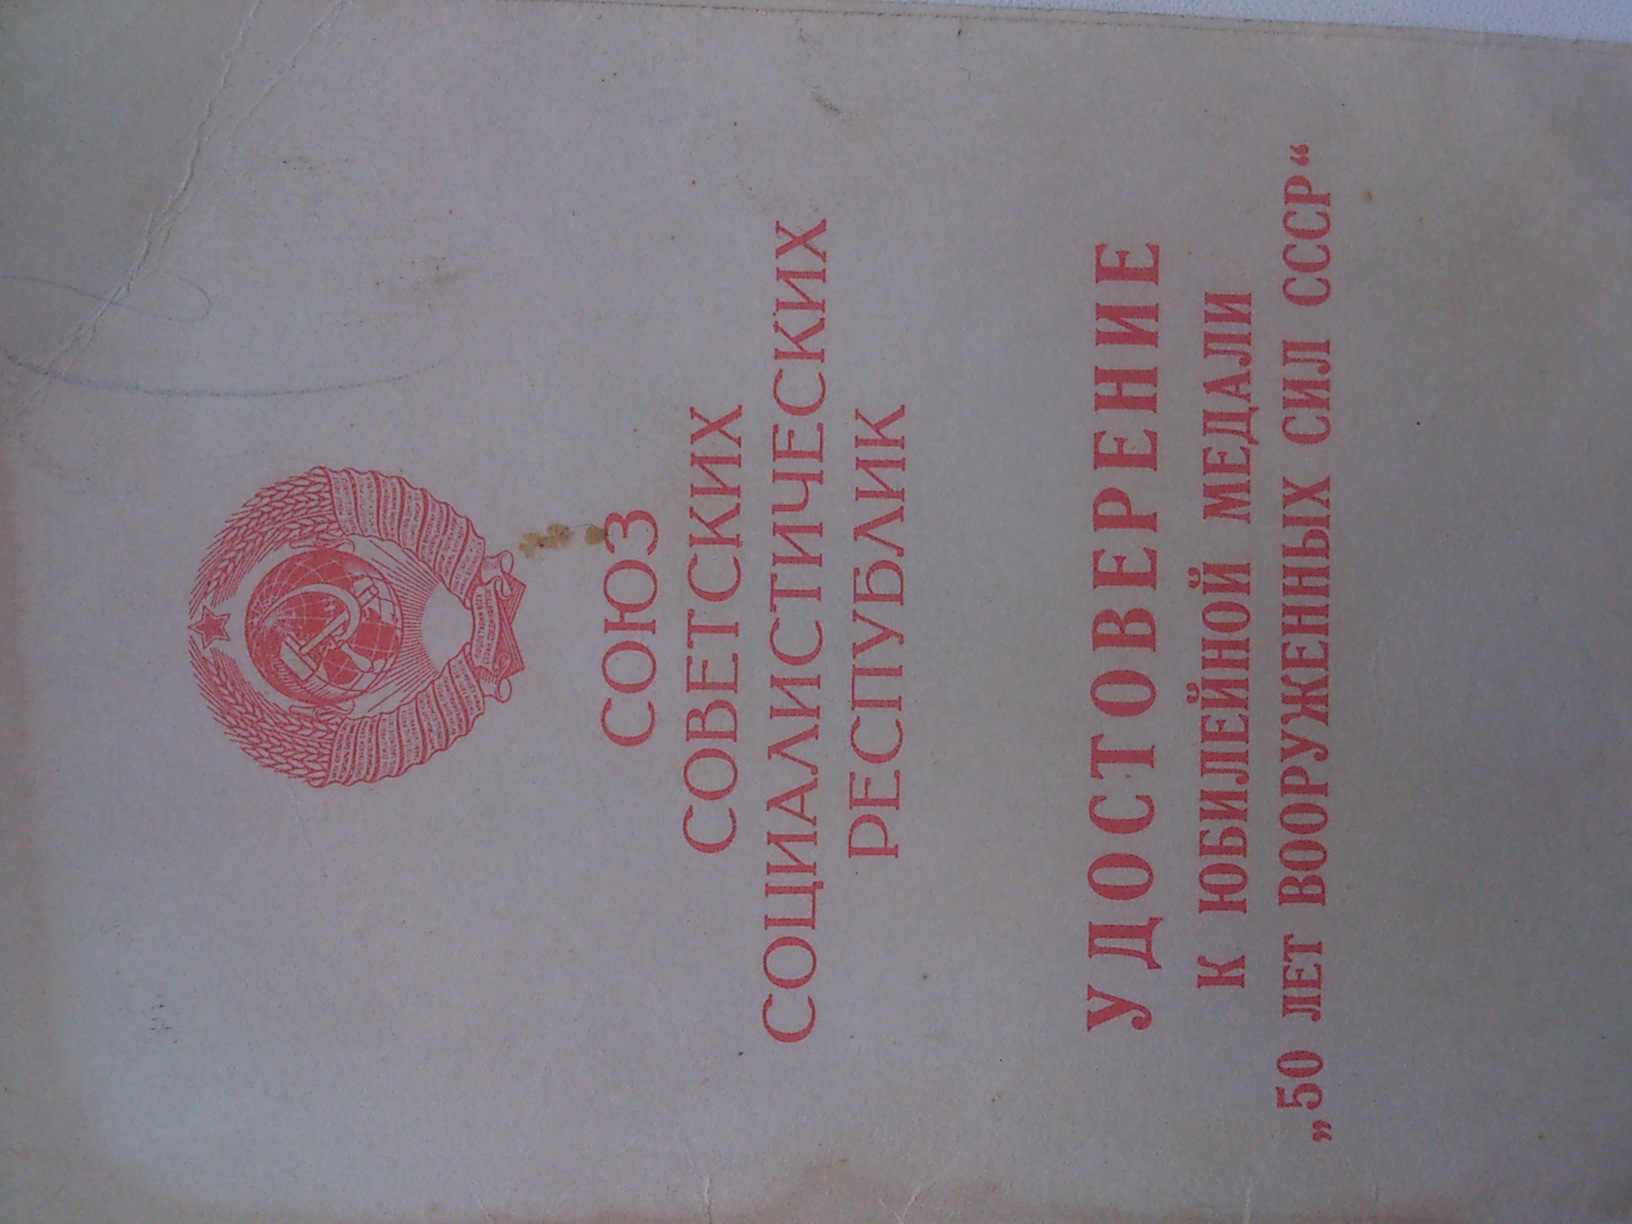 СОЮЗ
СОВЕТСКИХ
СОЦИАЛИСТИЧЕСКИХ
РЕСПУБЛИК
УДОСТОВЕРЕНИЕ
К ЮБИЛЕЙНОЙ МЕДАЛИ
„50 ЛЕТ ВООРУЖЕННЫХ СИЛ СССР“